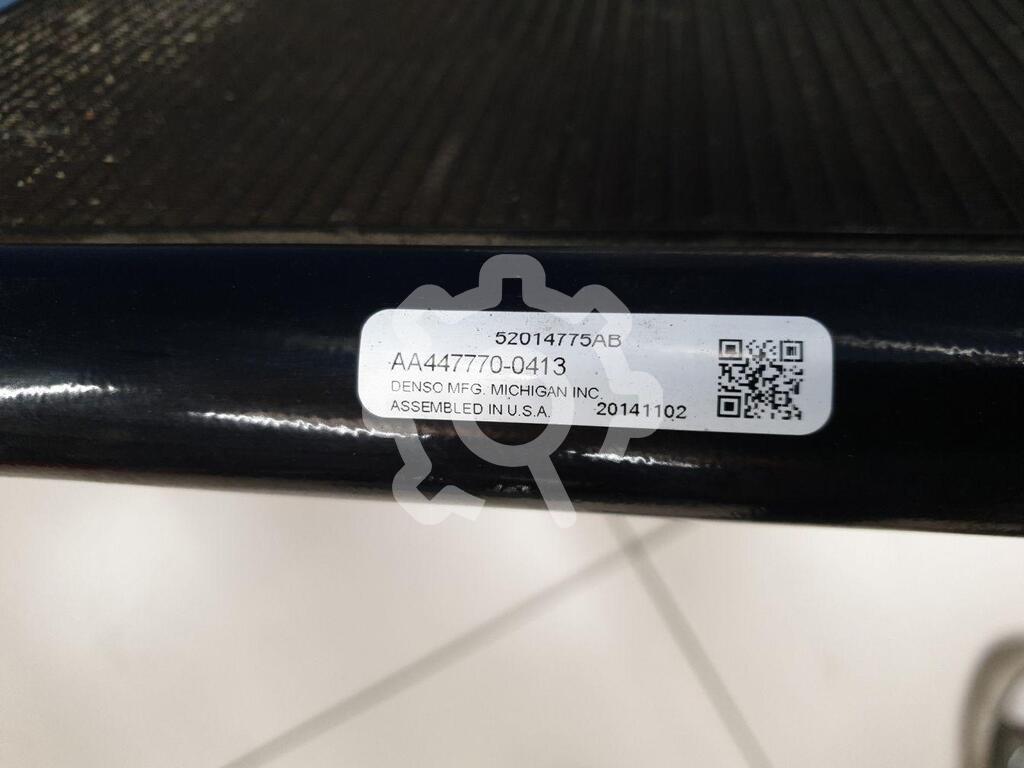 52014775AB
AA447770-0413
DENSO MFG. MICHIGAN INC.
ASSEMBLED IN U.S.A. 20141102